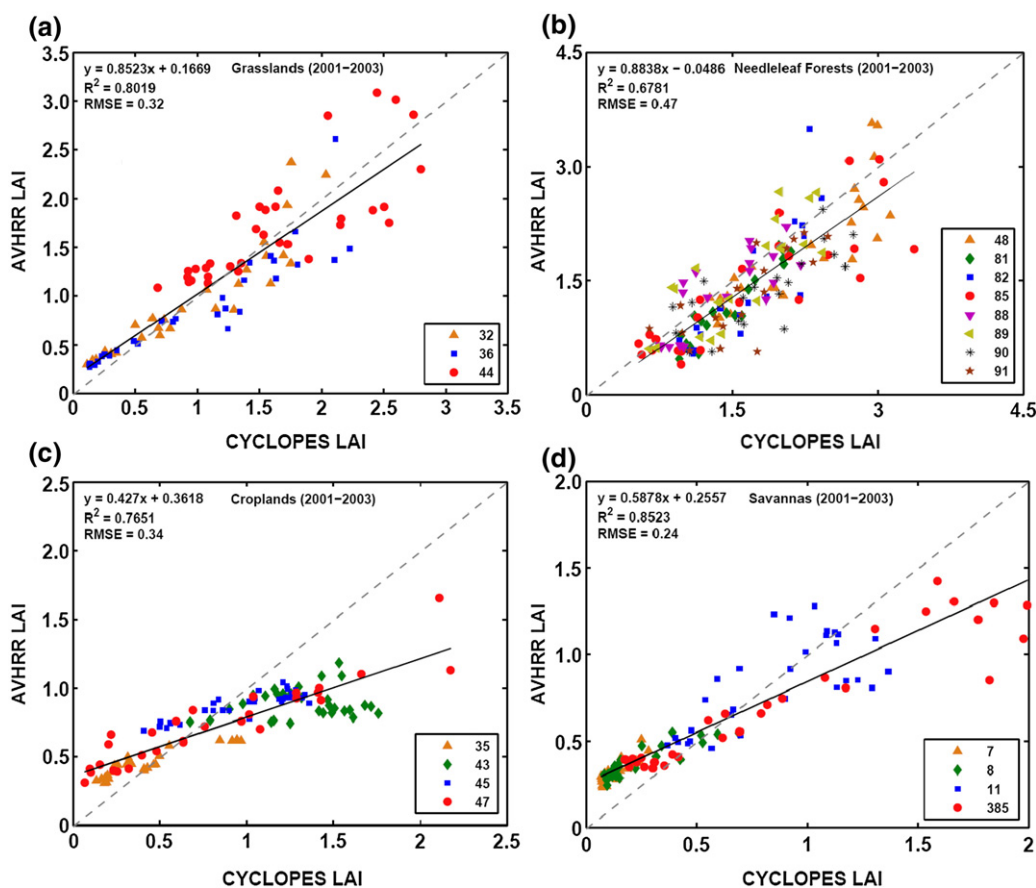 (a)
y = 0.8523x + 0.1669 Grasslands (2001−2003)
R² = 0.8019
RMSE = 0.32
AVHRR LAI
3.5
3.0
2.5
2.0
1.5
1.0
0.5
0
0 0.5 1.0 1.5 2.0 2.5 3.0 3.5
CYCLOPES LAI
32
36
44
(b)
y = 0.8838x − 0.0486 Needleleaf Forests (2001−2003)
R² = 0.6781
RMSE = 0.47
AVHRR LAI
4.5
3.0
1.5
0
0 1.5 3 4.5
CYCLOPES LAI
48
81
82
85
88
89
90
91
(c)
y = 0.427x + 0.3618 Croplands (2001−2003)
R² = 0.7651
RMSE = 0.34
AVHRR LAI
2.5
2.0
1.5
1.0
0.5
0
0 0.5 1 1.5 2 2.5
CYCLOPES LAI
35
43
45
47
(d)
y = 0.5878x + 0.2557 Savannas (2001−2003)
R² = 0.8523
RMSE = 0.24
AVHRR LAI
2.0
1.5
1.0
0.5
0
0 0.5 1 1.5 2
CYCLOPES LAI
7
8
11
385